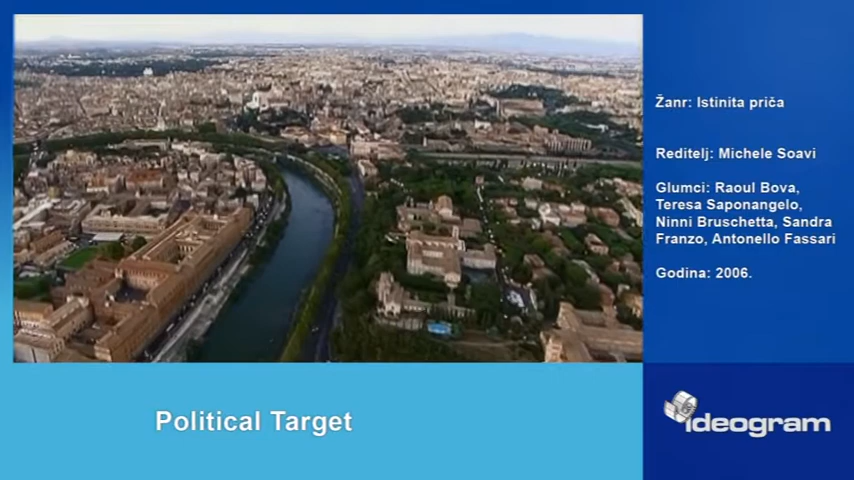 Žanr: Istinita priča
Reditelj: Michele Soavi
Glumci: Raoul Bova,
Teresa Saponangelo,
Ninni Bruschetta, Sandra
Franzo, Antonello Fassari
Godina: 2006.
Political Target
ideogram